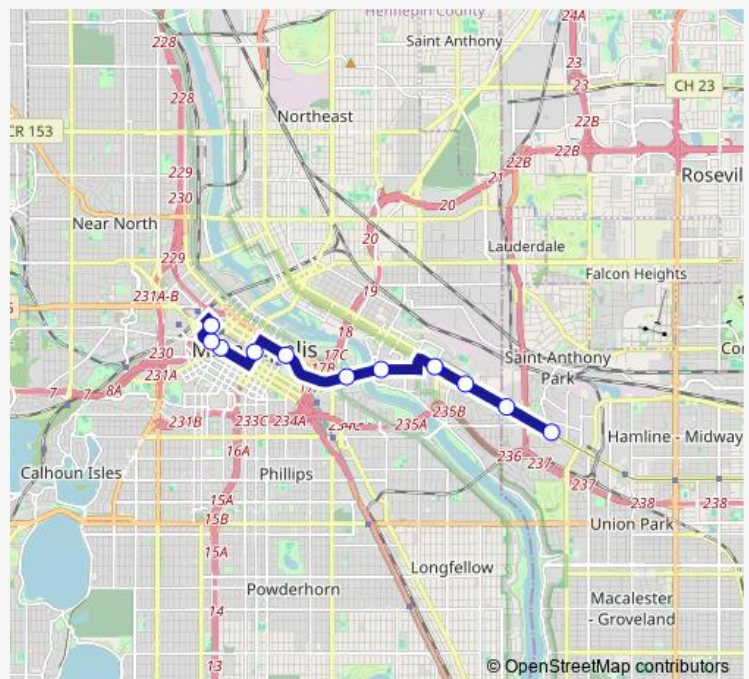 Hennepin County
24A
228
Saint Anthony
23
CH 23
23
228
Northeast
22B
CR 153
22B
22B
229
21
Rosevil
230
20
Near North
20
Lauderdale
229
Falcon Heights
19
231A-B
18
M polis
17C
Saint-Anthony
Park
230
17B
231A
7
7
8A
235B
231B
233C
234A
235A
Hamline - Midway
16A
236
237
Calhoun Isles
Phillips
237
15A
238
238
15B
Union Park
15A
Longfellow
Powderhorn
Macalester
- Groveland
14
13
© OpenStreetMap contributors